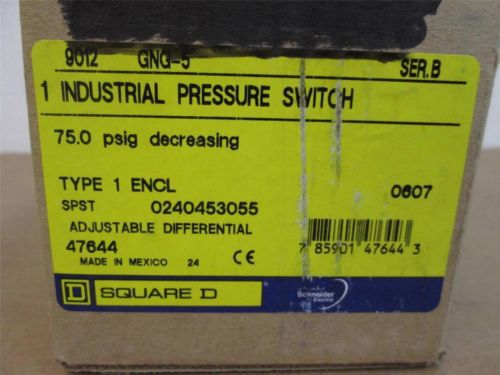 9012 GNG-5 SER.B
1 INDUSTRIAL PRESSURE SWITCH
75.0 psig decreasing
TYPE 1 ENCL 0607
SPST 0240453055
ADJUSTABLE DIFFERENTIAL
47644
MADE IN MEXICO 24 CE
7 85901 47644 3
D SQUARE D
Schneider Electric